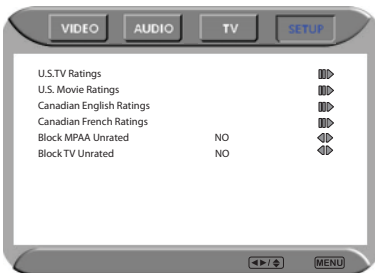 VIDEO AUDIO TV SETUP
U.S.TV Ratings
U.S. Movie Ratings
Canadian English Ratings
Canadian French Ratings
Block MPAA Unrated NO
Block TV Unrated NO
MENU